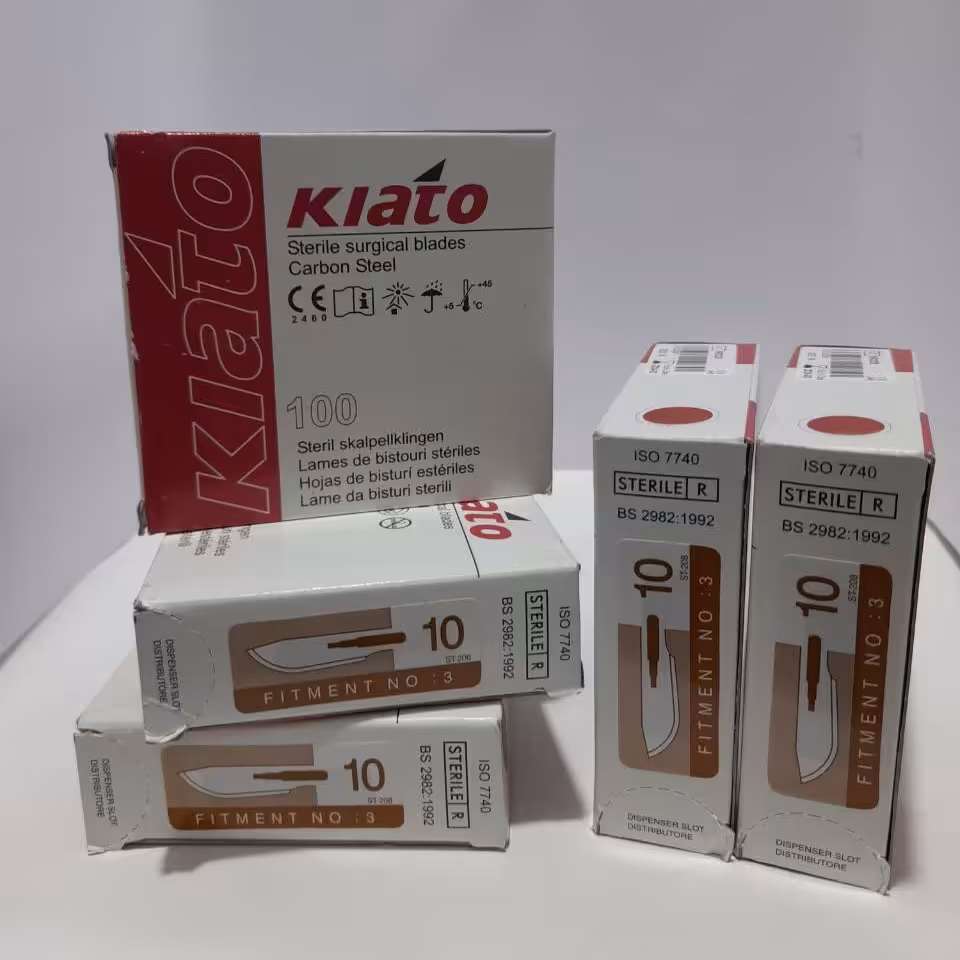 Kiato
Kiato
Sterile surgical blades
Carbon Steel
CE
2460
i
+5
+45
°C
100
Steril skalpellklingen
Lames de bistouri stériles
Hojas de bisturí estériles
Lame da bisturi sterili
10
ST-20B
FITMENT NO : 3
BS 2982:1992
STERILE R
ISO 7740
DISPENSER SLOT
DISTRIBUTORE
10
ST-20B
FITMENT NO : 3
BS 2982:1992
STERILE R
ISO 7740
DISPENSER SLOT
DISTRIBUTORE
ISO 7740
STERILE R
BS 2982:1992
10
ST-20B
FITMENT NO : 3
DISPENSER SLOT
DISTRIBUTORE
ISO 7740
STERILE R
BS 2982:1992
10
ST-20B
FITMENT NO : 3
DISPENSER SLOT
DISTRIBUTORE